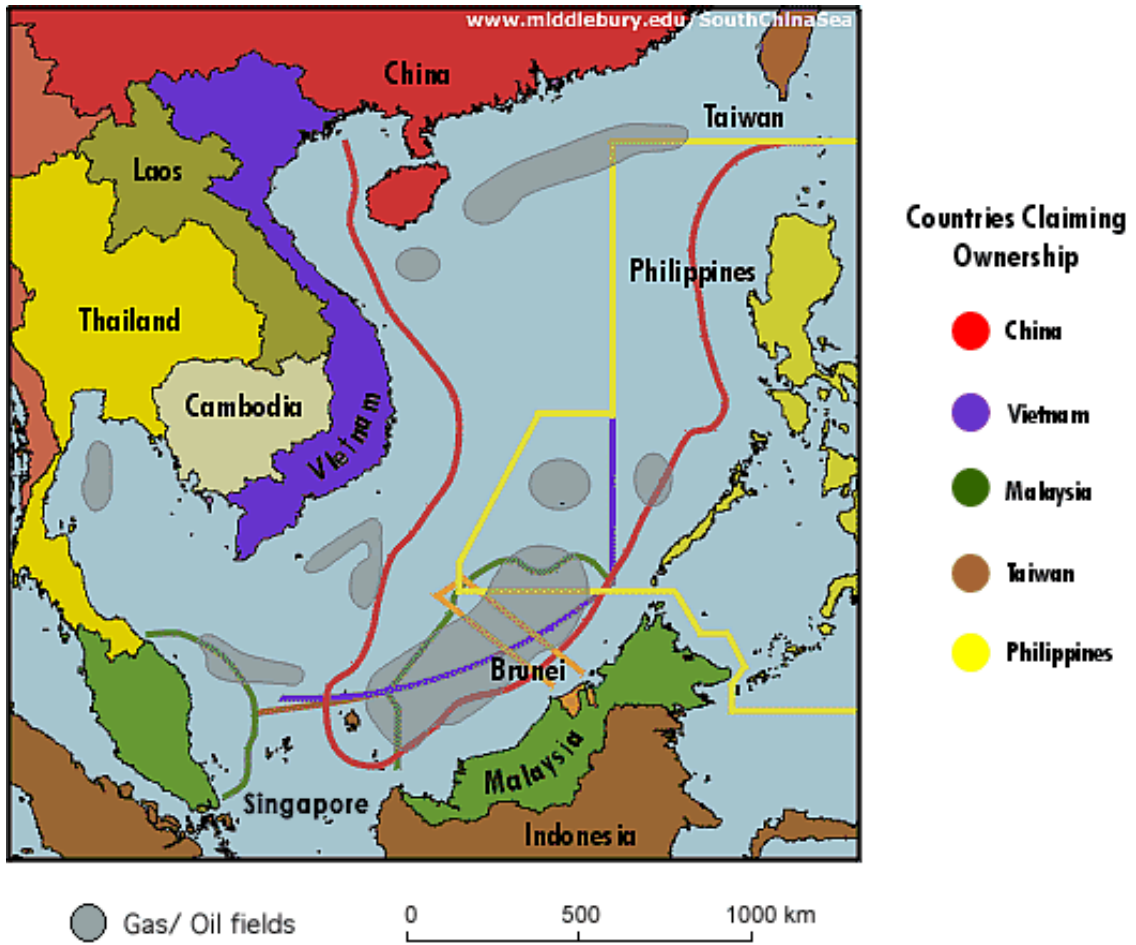 www.middlebury.edu/SouthChinaSea
China
Taiwan
Laos
Philippines
Thailand
Cambodia
Vietnam
Brunei
Malaysia
Singapore
Indonesia
Countries Claiming
Ownership
China
Vietnam
Malaysia
Taiwan
Philippines
Gas/ Oil fields
0 500 1000 km